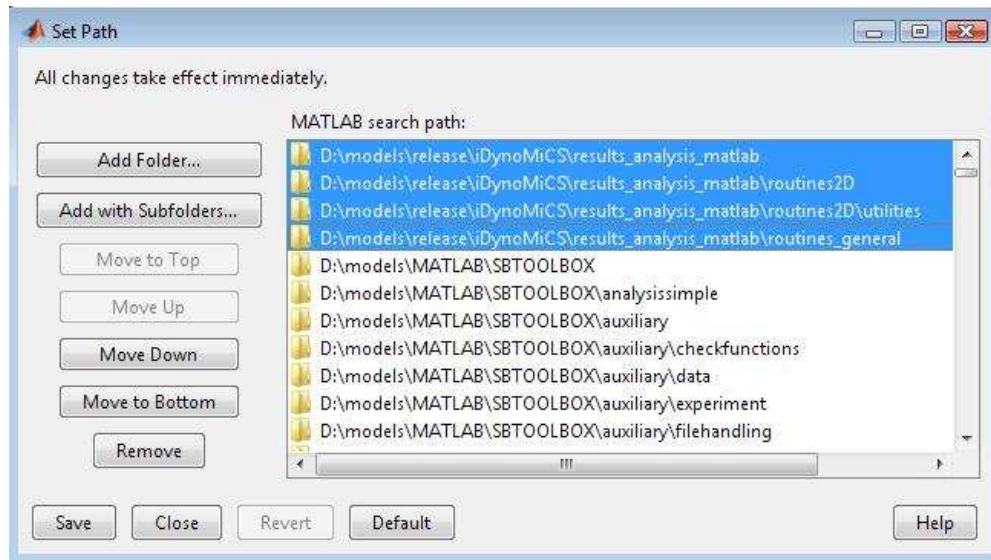 Set Path
All changes take effect immediately.
MATLAB search path:
Add Folder...
Add with Subfolders...
Move to Top
Move Up
Move Down
Move to Bottom
Remove
D:\models\release\iDynoMiCS\results_analysis_matlab
D:\models\release\iDynoMiCS\results_analysis_matlab\routines2D
D:\models\release\iDynoMiCS\results_analysis_matlab\routines2D\utilities
D:\models\release\iDynoMiCS\results_analysis_matlab\routines_general
D:\models\MATLAB\SBTOOLBOX
D:\models\MATLAB\SBTOOLBOX\analysissimple
D:\models\MATLAB\SBTOOLBOX\auxiliary
D:\models\MATLAB\SBTOOLBOX\auxiliary\checkfunctions
D:\models\MATLAB\SBTOOLBOX\auxiliary\data
D:\models\MATLAB\SBTOOLBOX\auxiliary\experiment
D:\models\MATLAB\SBTOOLBOX\auxiliary\filehandling
Save Close Revert Default Help